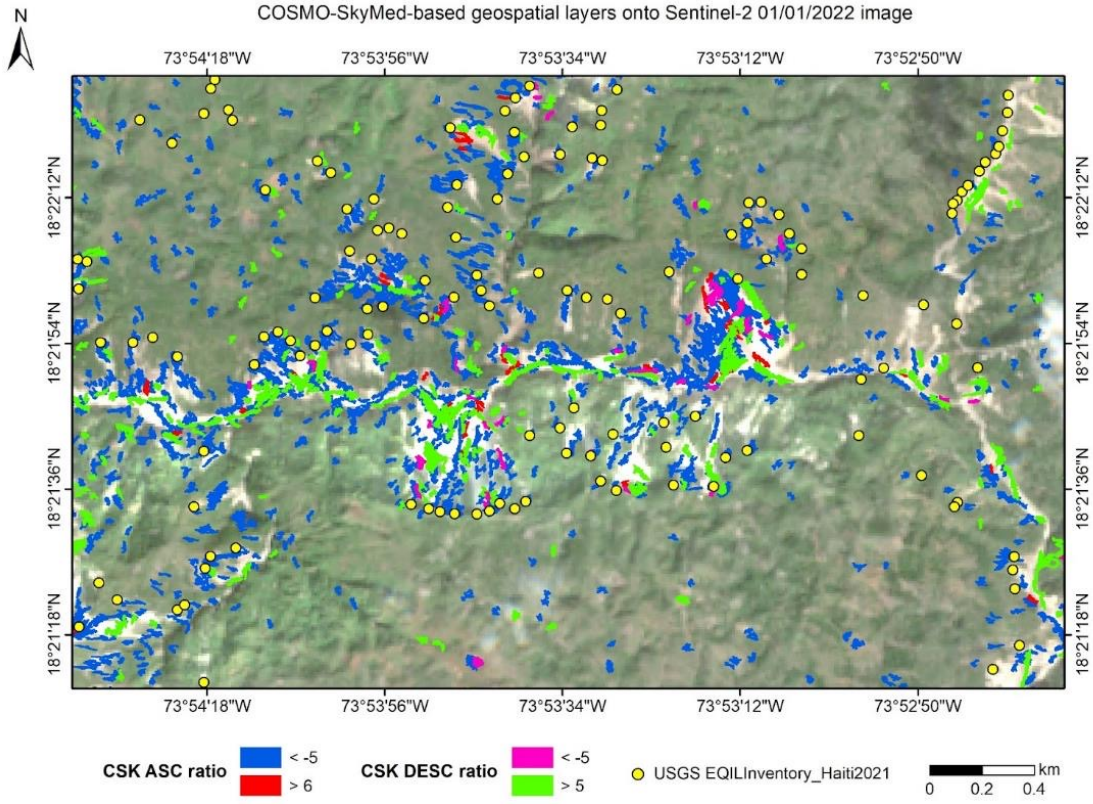 COSMO-SkyMed-based geospatial layers onto Sentinel-2 01/01/2022 image
N
73°54'18"W 73°53'56"W 73°53'34"W 73°53'12"W 73°52'50"W
18°22'12"N 18°22'12"N
18°21'54"N 18°21'54"N
18°21'36"N 18°21'36"N
18°21'18"N 18°21'18"N
73°54'18"W 73°53'56"W 73°53'34"W 73°53'12"W 73°52'50"W
CSK ASC ratio < -5 > 6
CSK DESC ratio < -5 > 5
USGS EQILInventory_Haiti2021
km
0 0.2 0.4